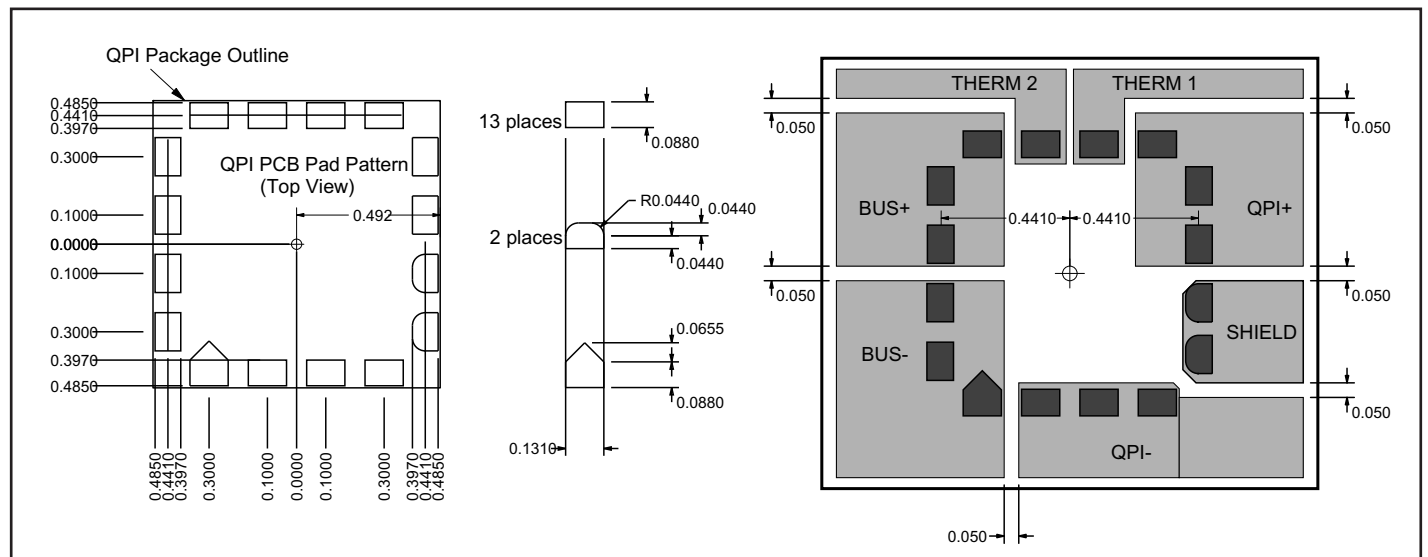 QPI Package Outline
0.4850
0.4410
0.3970
0.3000
0.1000
0.0000
0.1000
0.3000
0.3970
0.4850
QPI PCB Pad Pattern
(Top View)
0.492
0.4850
0.4410
0.3970
0.3000
0.1000
0.0000
0.1000
0.3000
0.3970
0.4410
0.4850
13 places
0.0880
R0.0440
0.0440
2 places
0.0440
0.0655
0.0880
0.1310
THERM 2
THERM 1
0.050
0.050
BUS+
0.4410
0.4410
QPI+
0.050
0.050
BUS-
SHIELD
0.050
QPI-
0.050